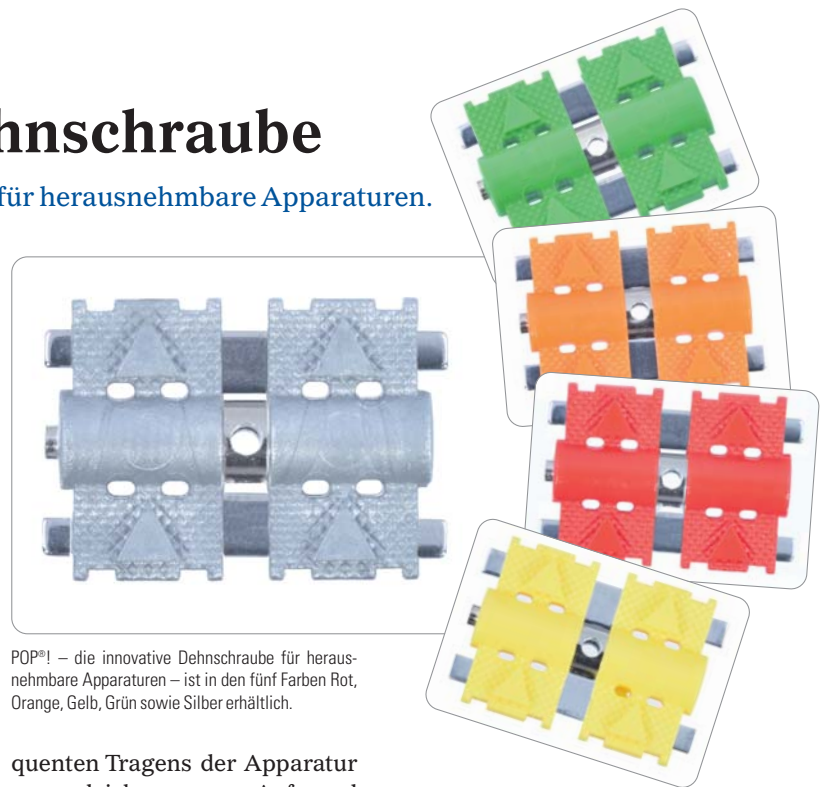 hnschraube
für herausnehmbare Apparaturen.
POP®! – die innovative Dehnschraube für heraus-
nehmbare Apparaturen – ist in den fünf Farben Rot,
Orange, Gelb, Grün sowie Silber erhältlich.
quenten Tragens der Apparatur